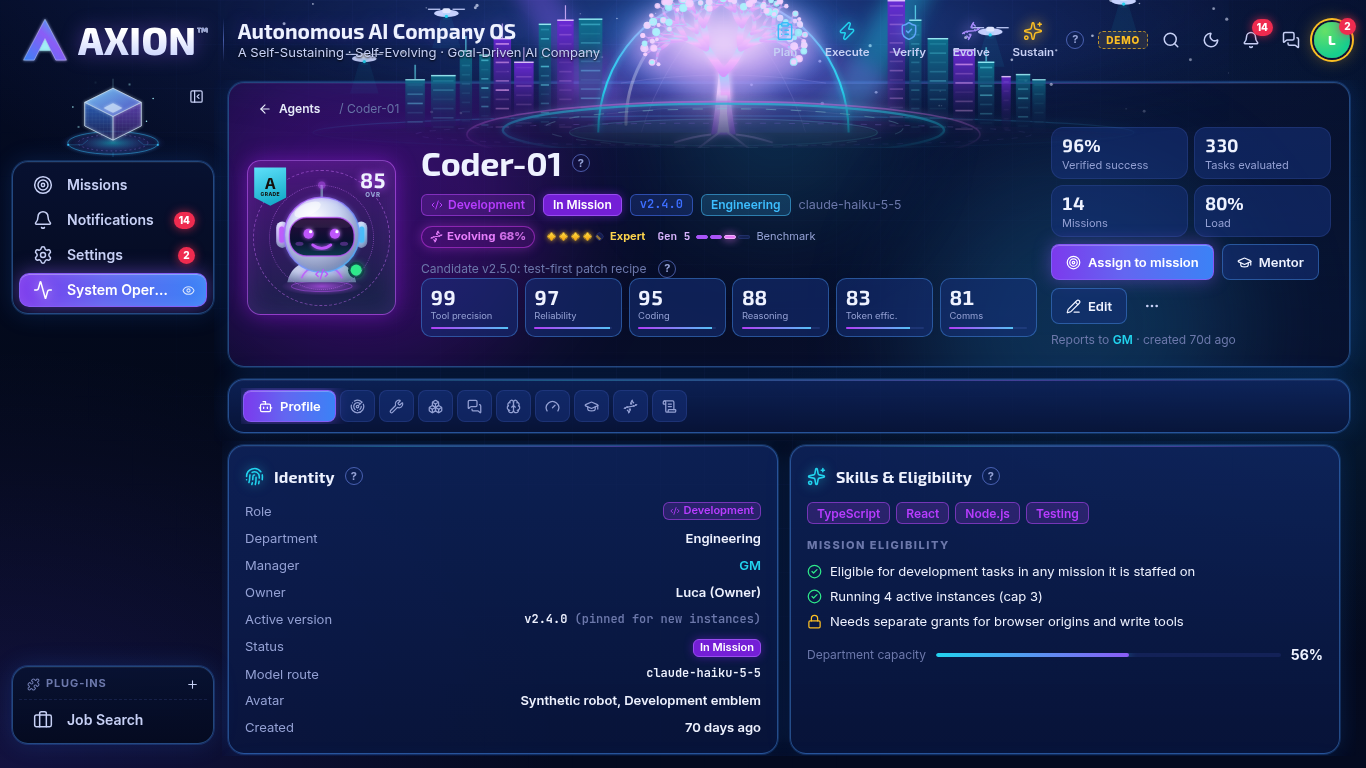 AXION™
Autonomous AI Company OS
A Self-Sustaining · Self-Evolving · Goal-Driven AI Company
Plan
Execute
Verify
Evolve
Sustain
?
DEMO
14
L
2
Missions
Notifications
14
Settings
2
System Oper...
PLUG-INS
+
Job Search
Agents
/ Coder-01
A
GRADE
85
OVR
Coder-01
?
Development
In Mission
v2.4.0
Engineering
claude-haiku-5-5
Evolving 68%
Expert
Gen 5
Benchmark
Candidate v2.5.0: test-first patch recipe
?
99
Tool precision
97
Reliability
95
Coding
88
Reasoning
83
Token effic.
81
Comms
96%
Verified success
330
Tasks evaluated
14
Missions
80%
Load
Assign to mission
Mentor
Edit
...
Reports to GM · created 70d ago
Profile
Identity
?
Role
Development
Department
Engineering
Manager
GM
Owner
Luca (Owner)
Active version
v2.4.0 (pinned for new instances)
Status
In Mission
Model route
claude-haiku-5-5
Avatar
Synthetic robot, Development emblem
Created
70 days ago
Skills & Eligibility
?
TypeScript
React
Node.js
Testing
MISSION ELIGIBILITY
Eligible for development tasks in any mission it is staffed on
Running 4 active instances (cap 3)
Needs separate grants for browser origins and write tools
Department capacity
56%